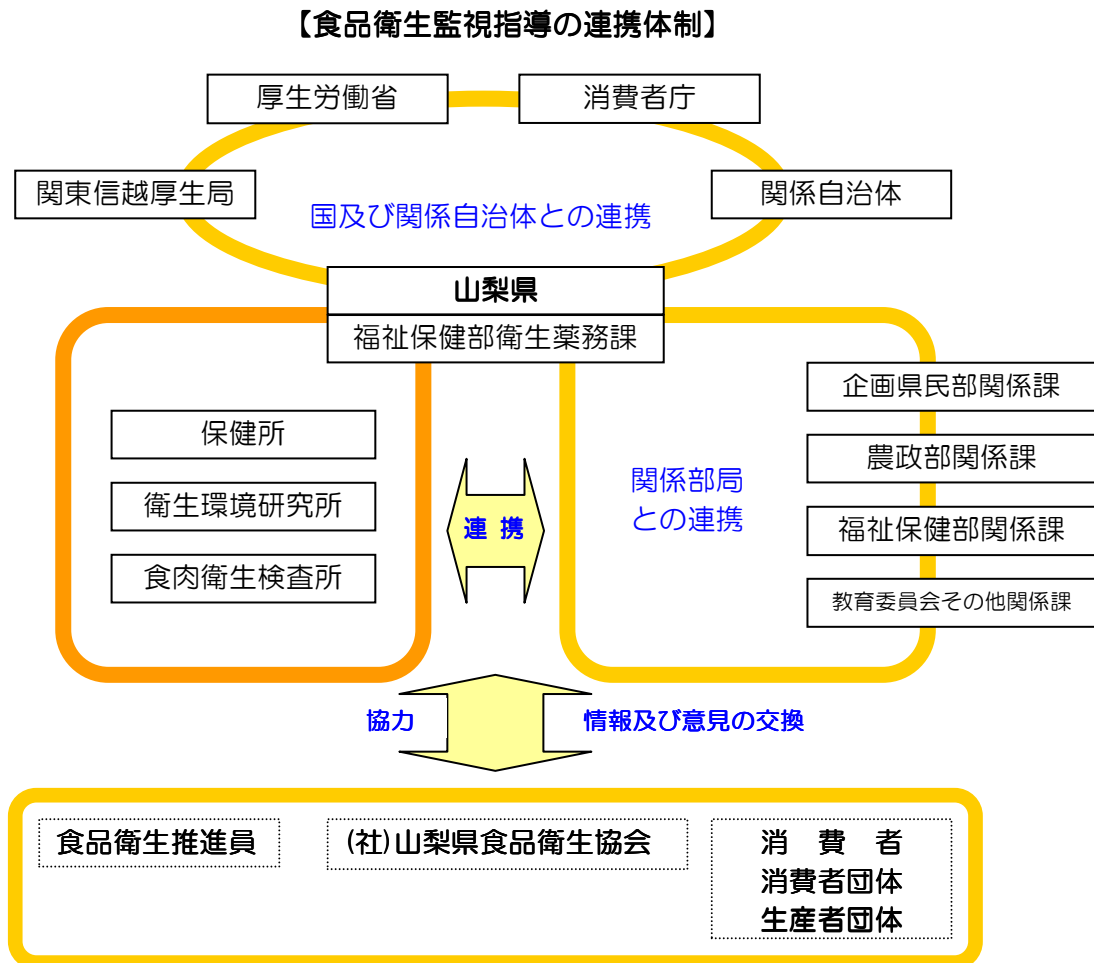 【食品衛生監視指導の連携体制】
厚生労働省
消費者庁
関東信越厚生局
関係自治体
国及び関係自治体との連携
山梨県
福祉保健部衛生薬務課
保健所
衛生環境研究所
食肉衛生検査所
連 携
関係部局
との連携
企画県民部関係課
農政部関係課
福祉保健部関係課
教育委員会その他関係課
協力
情報及び意見の交換
食品衛生推進員
(社)山梨県食品衛生協会
消 費 者
消費者団体
生産者団体